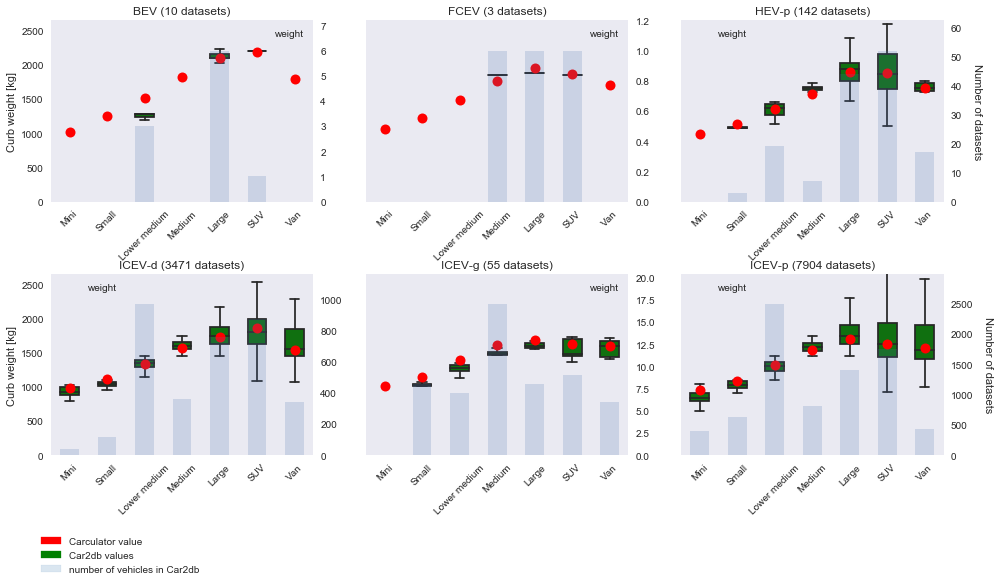 BEV (10 datasets)
FCEV (3 datasets)
HEV-p (142 datasets)
weight
weight
weight
Curb weight [kg]
2500
2000
1500
1000
500
0
7
6
5
4
3
2
1
0
1.2
1.0
0.8
0.6
0.4
0.2
0.0
60
50
40
30
20
10
0
Number of datasets
Mini
Small
Lower medium
Medium
Large
SUV
Van
Mini
Small
Lower medium
Medium
Large
SUV
Van
Mini
Small
Lower medium
Medium
Large
SUV
Van
ICEV-d (3471 datasets)
ICEV-g (55 datasets)
ICEV-p (7904 datasets)
weight
weight
weight
Curb weight [kg]
2500
2000
1500
1000
500
0
1000
800
600
400
200
0
20.0
17.5
15.0
12.5
10.0
7.5
5.0
2.5
0.0
2500
2000
1500
1000
500
0
Number of datasets
Mini
Small
Lower medium
Medium
Large
SUV
Van
Mini
Small
Lower medium
Medium
Large
SUV
Van
Mini
Small
Lower medium
Medium
Large
SUV
Van
Carculator value
Car2db values
number of vehicles in Car2db